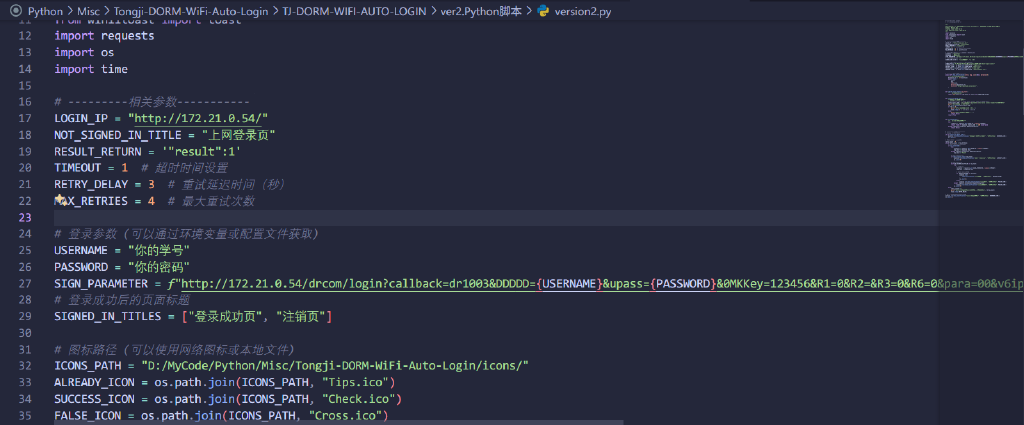 Python > Misc > Tongji-DORM-WiFi-Auto-Login > TJ-DORM-WIFI-AUTO-LOGIN > ver2.Python脚本 > version2.py
11 from win11toast import toast
12 import requests
13 import os
14 import time
15
16 # ---------相关参数-----------
17 LOGIN_IP = "http://172.21.0.54/"
18 NOT_SIGNED_IN_TITLE = "上网登录页"
19 RESULT_RETURN = '"result":1'
20 TIMEOUT = 1 # 超时时间设置
21 RETRY_DELAY = 3 # 重试延迟时间（秒）
22 MAX_RETRIES = 4 # 最大重试次数
23
24 # 登录参数（可以通过环境变量或配置文件获取）
25 USERNAME = "你的学号"
26 PASSWORD = "你的密码"
27 SIGN_PARAMETER = f"http://172.21.0.54/drcom/login?callback=dr1003&DDDDD={USERNAME}&upass={PASSWORD}&0MKKey=123456&R1=0&R2=&R3=0&R6=0&para=00&v6ip
28 # 登录成功后的页面标题
29 SIGNED_IN_TITLES = ["登录成功页", "注销页"]
30
31 # 图标路径（可以使用网络图标或本地文件）
32 ICONS_PATH = "D:/MyCode/Python/Misc/Tongji-DORM-WiFi-Auto-Login/icons/"
33 ALREADY_ICON = os.path.join(ICONS_PATH, "Tips.ico")
34 SUCCESS_ICON = os.path.join(ICONS_PATH, "Check.ico")
35 FALSE_ICON = os.path.join(ICONS_PATH, "Cross.ico")